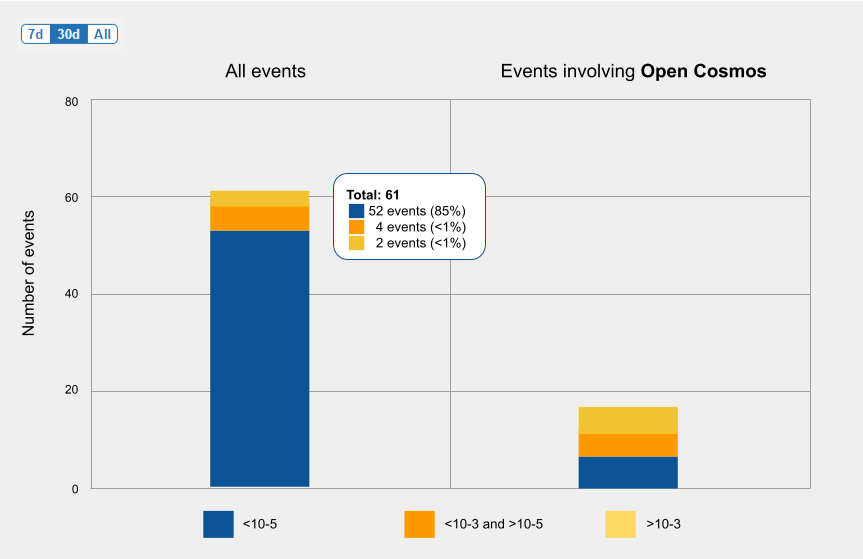 7d 30d All
All events
Events involving Open Cosmos
80
60
40
20
0
Number of events
Total: 61
52 events (85%)
4 events (<1%)
2 events (<1%)
<10-5
<10-3 and >10-5
>10-3